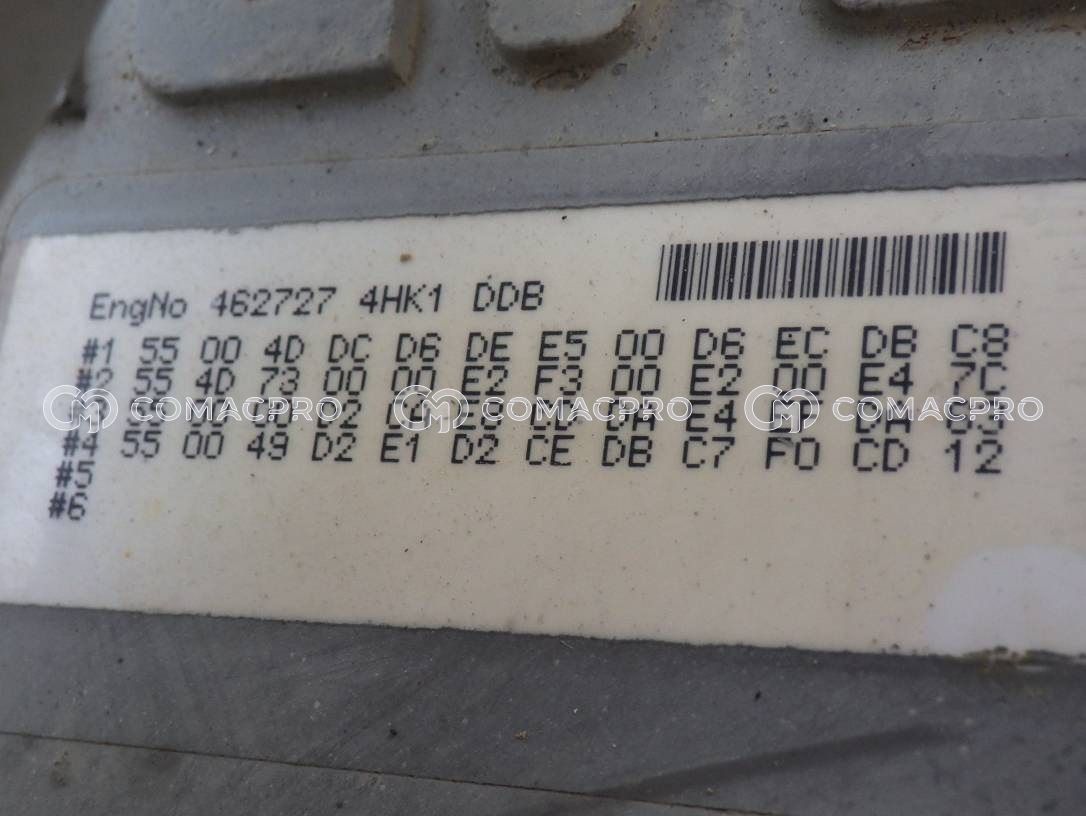 EngNo 462727 4HK1 DDB
#1 55 00 4D DC D6 DE E5 00 D6 EC DB C8
#2 55 4D 73 00 00 E2 F3 00 E2 00 E4 7C
COMACPRO COMACPRO COMACPRO
#4 55 00 49 D2 E1 D2 CE DB C7 F0 CD 12
#5
#6